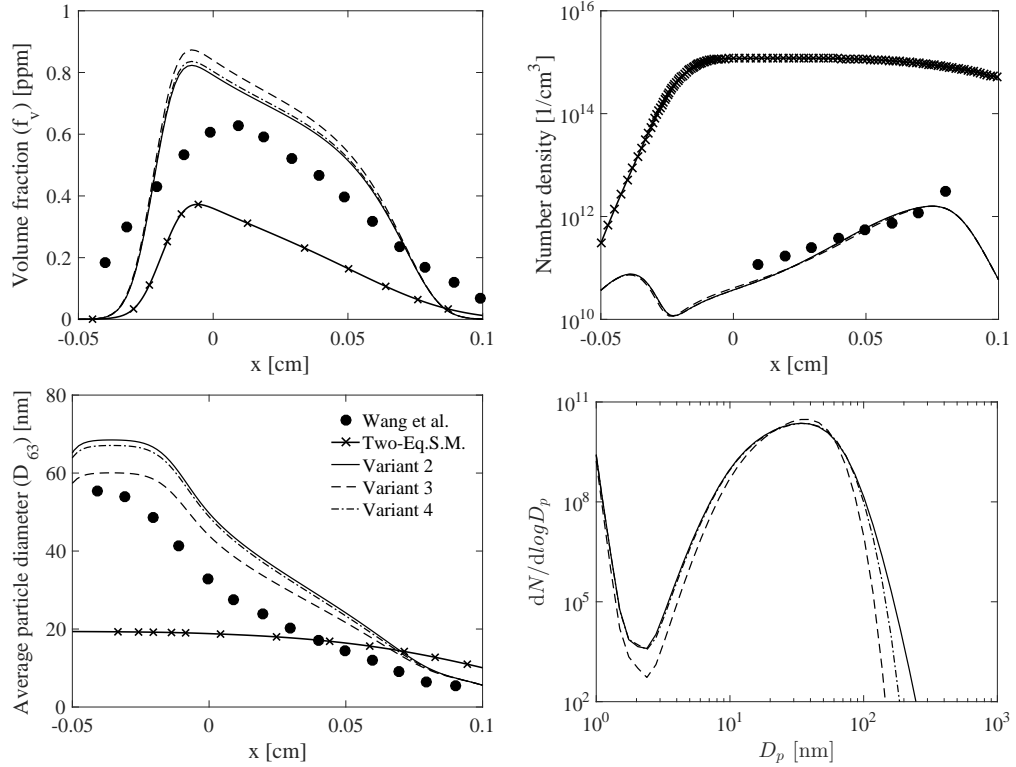 1
0.8
0.6
0.4
0.2
0
-0.05
0
0.05
0.1
x [cm]
Volume fraction (f_v) [ppm]
10^16
10^14
10^12
10^10
-0.05
0
0.05
0.1
x [cm]
Number density [1/cm^3]
80
60
40
20
0
-0.05
0
0.05
0.1
x [cm]
Average particle diameter (D_63) [nm]
Wang et al.
Two-Eq.S.M.
Variant 2
Variant 3
Variant 4
10^11
10^8
10^5
10^2
10^0
10^1
10^2
10^3
D_p [nm]
dN/dlogD_p